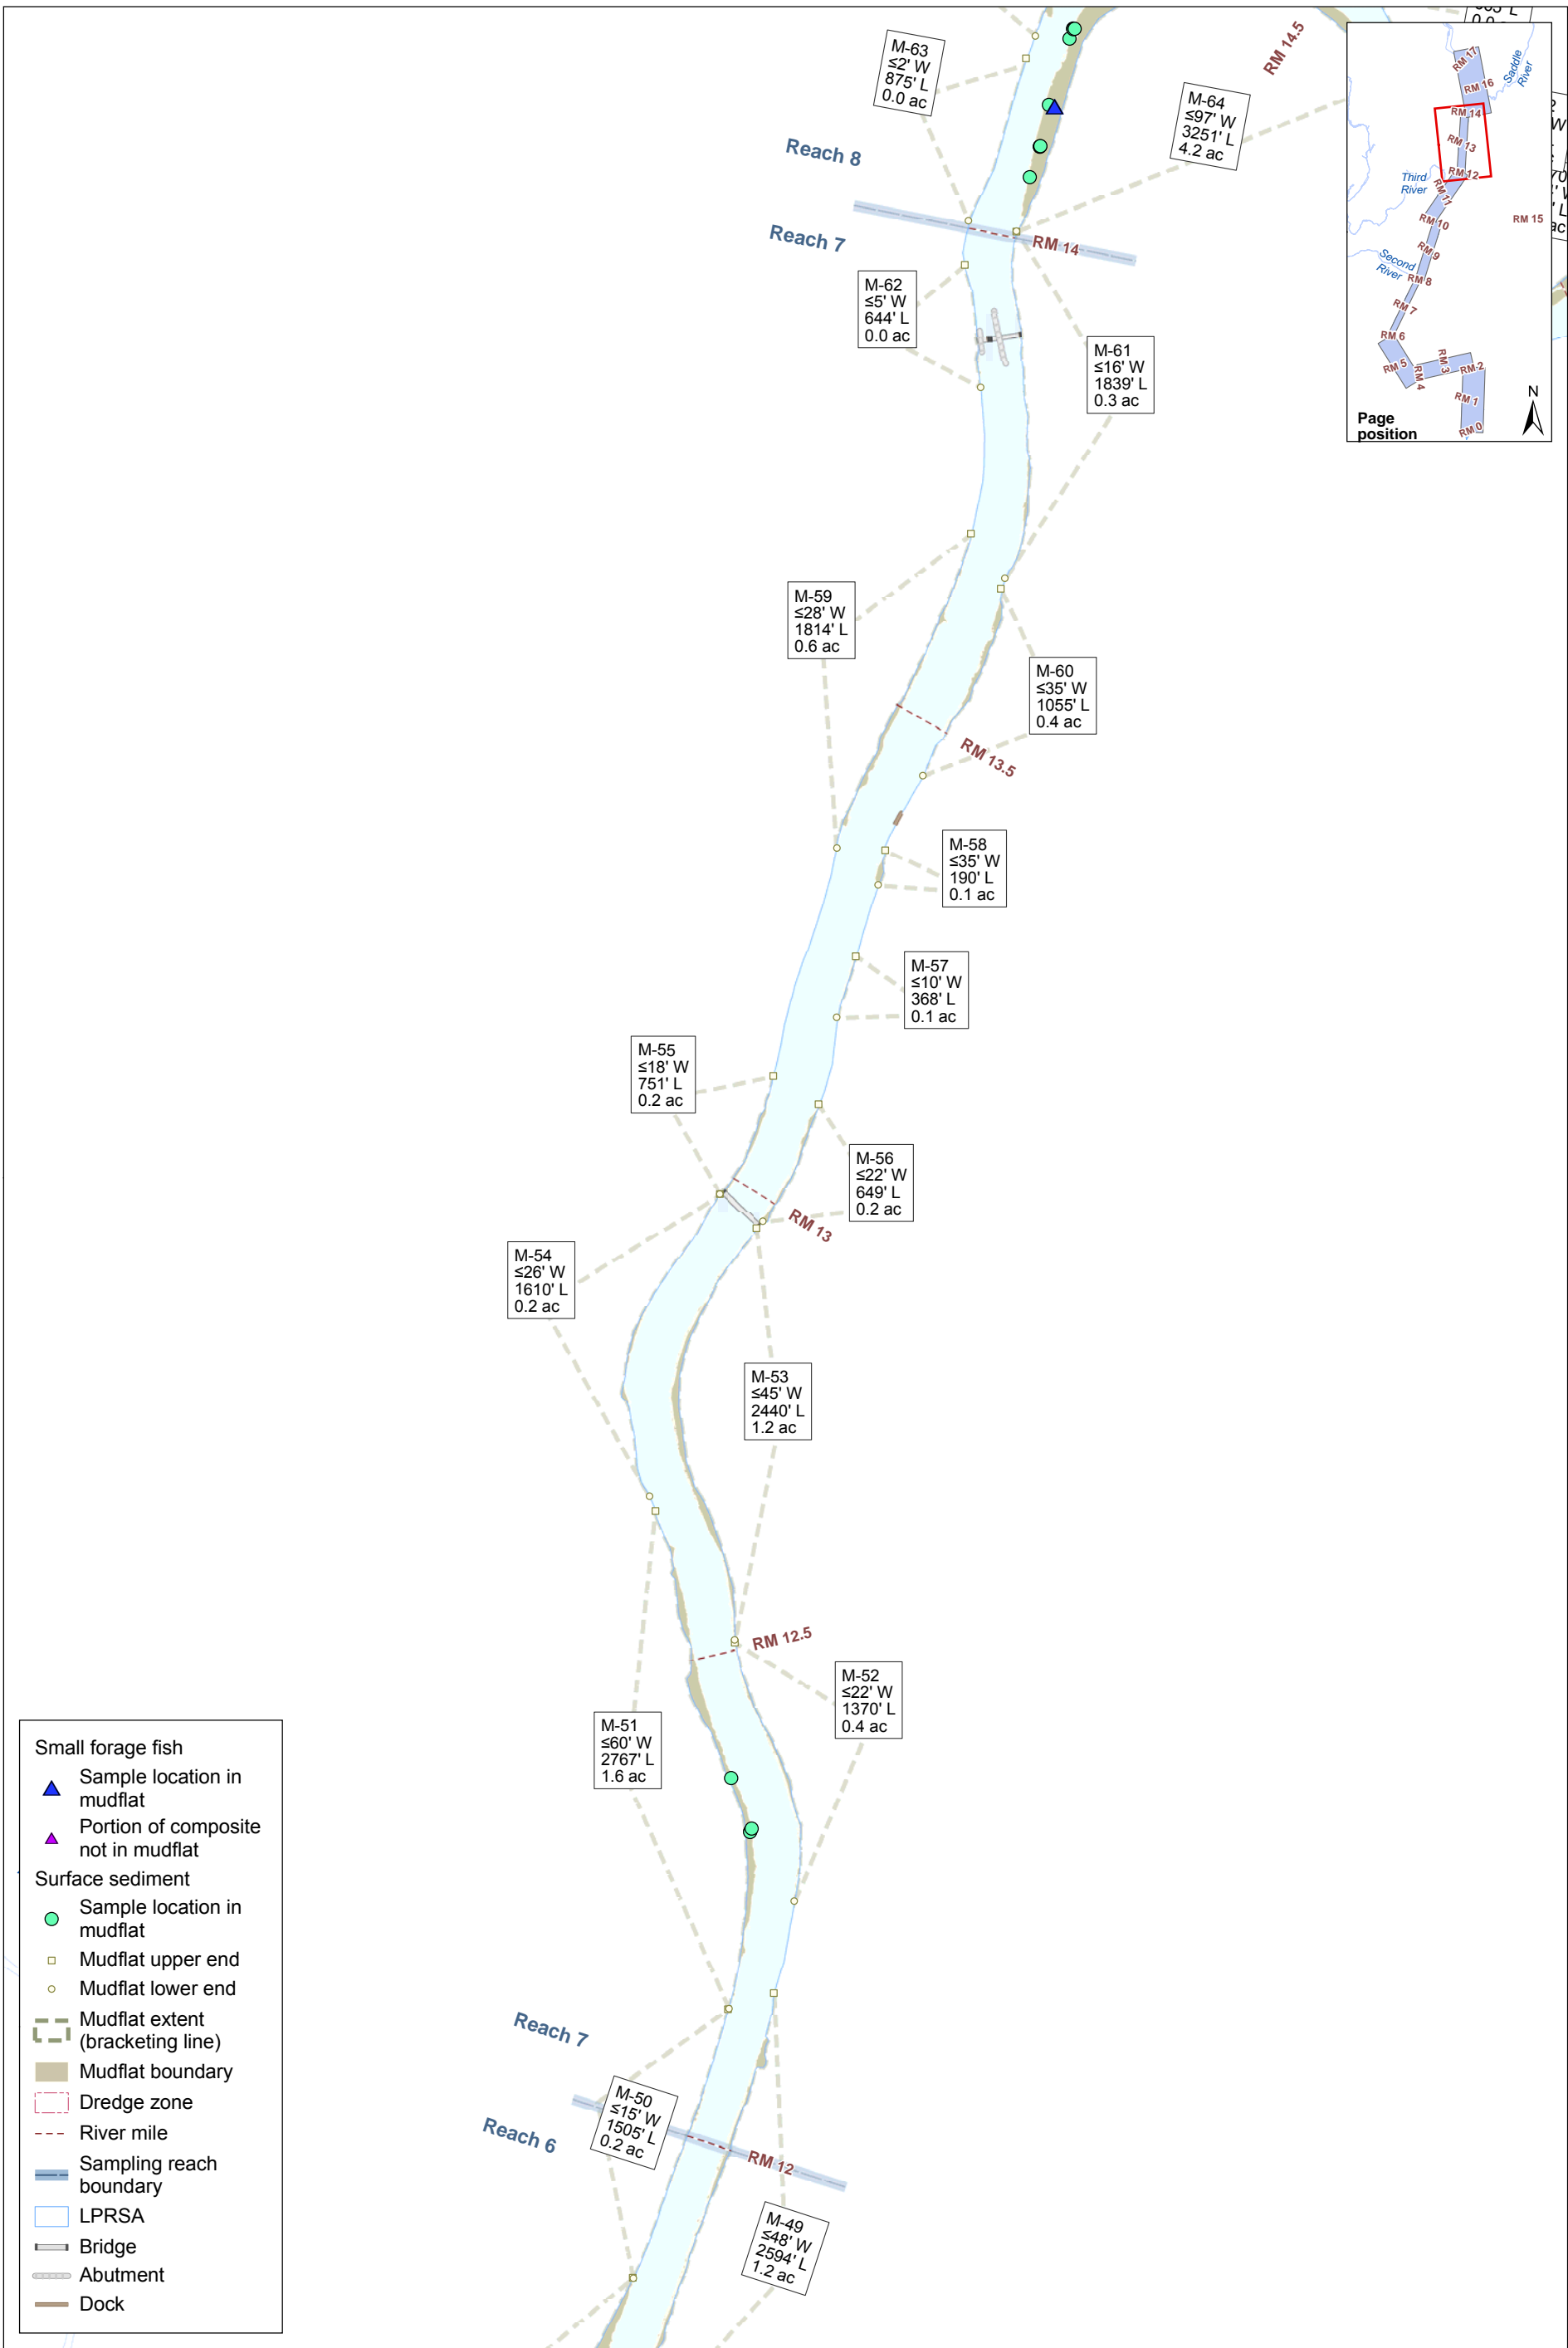 M-63
≤2' W
875' L
0.0 ac
RM 14.5
M-64
≤97' W
3251' L
4.2 ac
Reach 8
Reach 7
RM 14
M-62
≤5' W
644' L
0.0 ac
M-61
≤16' W
1839' L
0.3 ac
M-59
≤28' W
1814' L
0.6 ac
M-60
≤35' W
1055' L
0.4 ac
RM 13.5
M-58
≤35' W
190' L
0.1 ac
M-57
≤10' W
368' L
0.1 ac
M-55
≤18' W
751' L
0.2 ac
M-56
≤22' W
649' L
0.2 ac
RM 13
M-54
≤26' W
1610' L
0.2 ac
M-53
≤45' W
2440' L
1.2 ac
RM 12.5
M-52
≤22' W
1370' L
0.4 ac
M-51
≤60' W
2767' L
1.6 ac
Reach 7
M-50
≤15' W
1505' L
0.2 ac
Reach 6
RM 12
M-49
≤48' W
2594' L
1.2 ac
RM 17
Saddle
River
RM 16
RM 14
RM 13
RM 12
Third
River
RM 11
RM 10
RM 15
RM 9
Second
River
RM 8
RM 7
RM 6
RM 5
RM 4
RM 3
RM 2
RM 1
RM 0
N
Page
position
Small forage fish
Sample location in
mudflat
Portion of composite
not in mudflat
Surface sediment
Sample location in
mudflat
Mudflat upper end
Mudflat lower end
Mudflat extent
(bracketing line)
Mudflat boundary
Dredge zone
River mile
Sampling reach
boundary
LPRSA
Bridge
Abutment
Dock